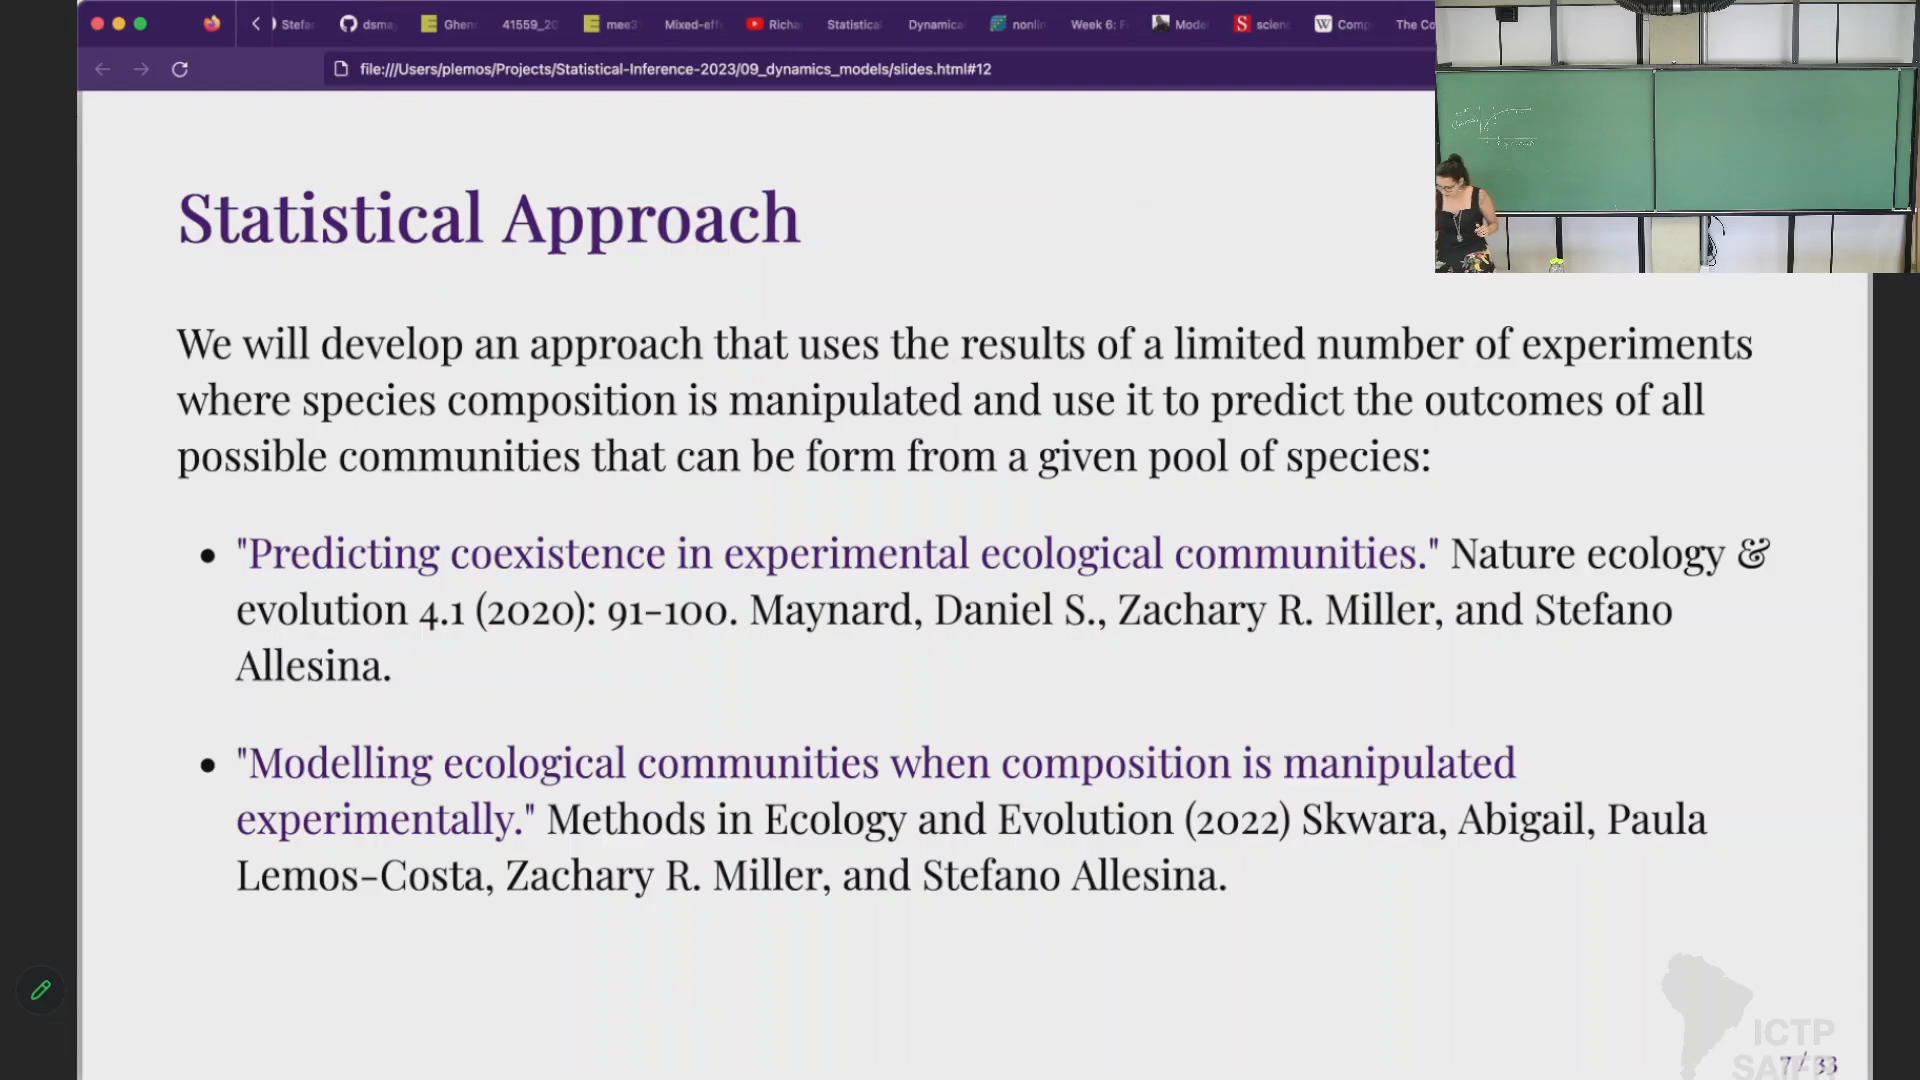 Stefa
dsma
Ghen
41559_20
mee3
Mixed-eff
Richa
Statistical
Dynamica
nonlin
Week 6: F
Mode
scien
Comp
The Co
file:///Users/plemos/Projects/Statistical-Inference-2023/09_dynamics_models/slides.html#12
Statistical Approach
We will develop an approach that uses the results of a limited number of experiments
where species composition is manipulated and use it to predict the outcomes of all
possible communities that can be form from a given pool of species:
• "Predicting coexistence in experimental ecological communities." Nature ecology &
evolution 4.1 (2020): 91–100. Maynard, Daniel S., Zachary R. Miller, and Stefano
Allesina.
• "Modelling ecological communities when composition is manipulated
experimentally." Methods in Ecology and Evolution (2022) Skwara, Abigail, Paula
Lemos-Costa, Zachary R. Miller, and Stefano Allesina.
ICTP
7 / 33